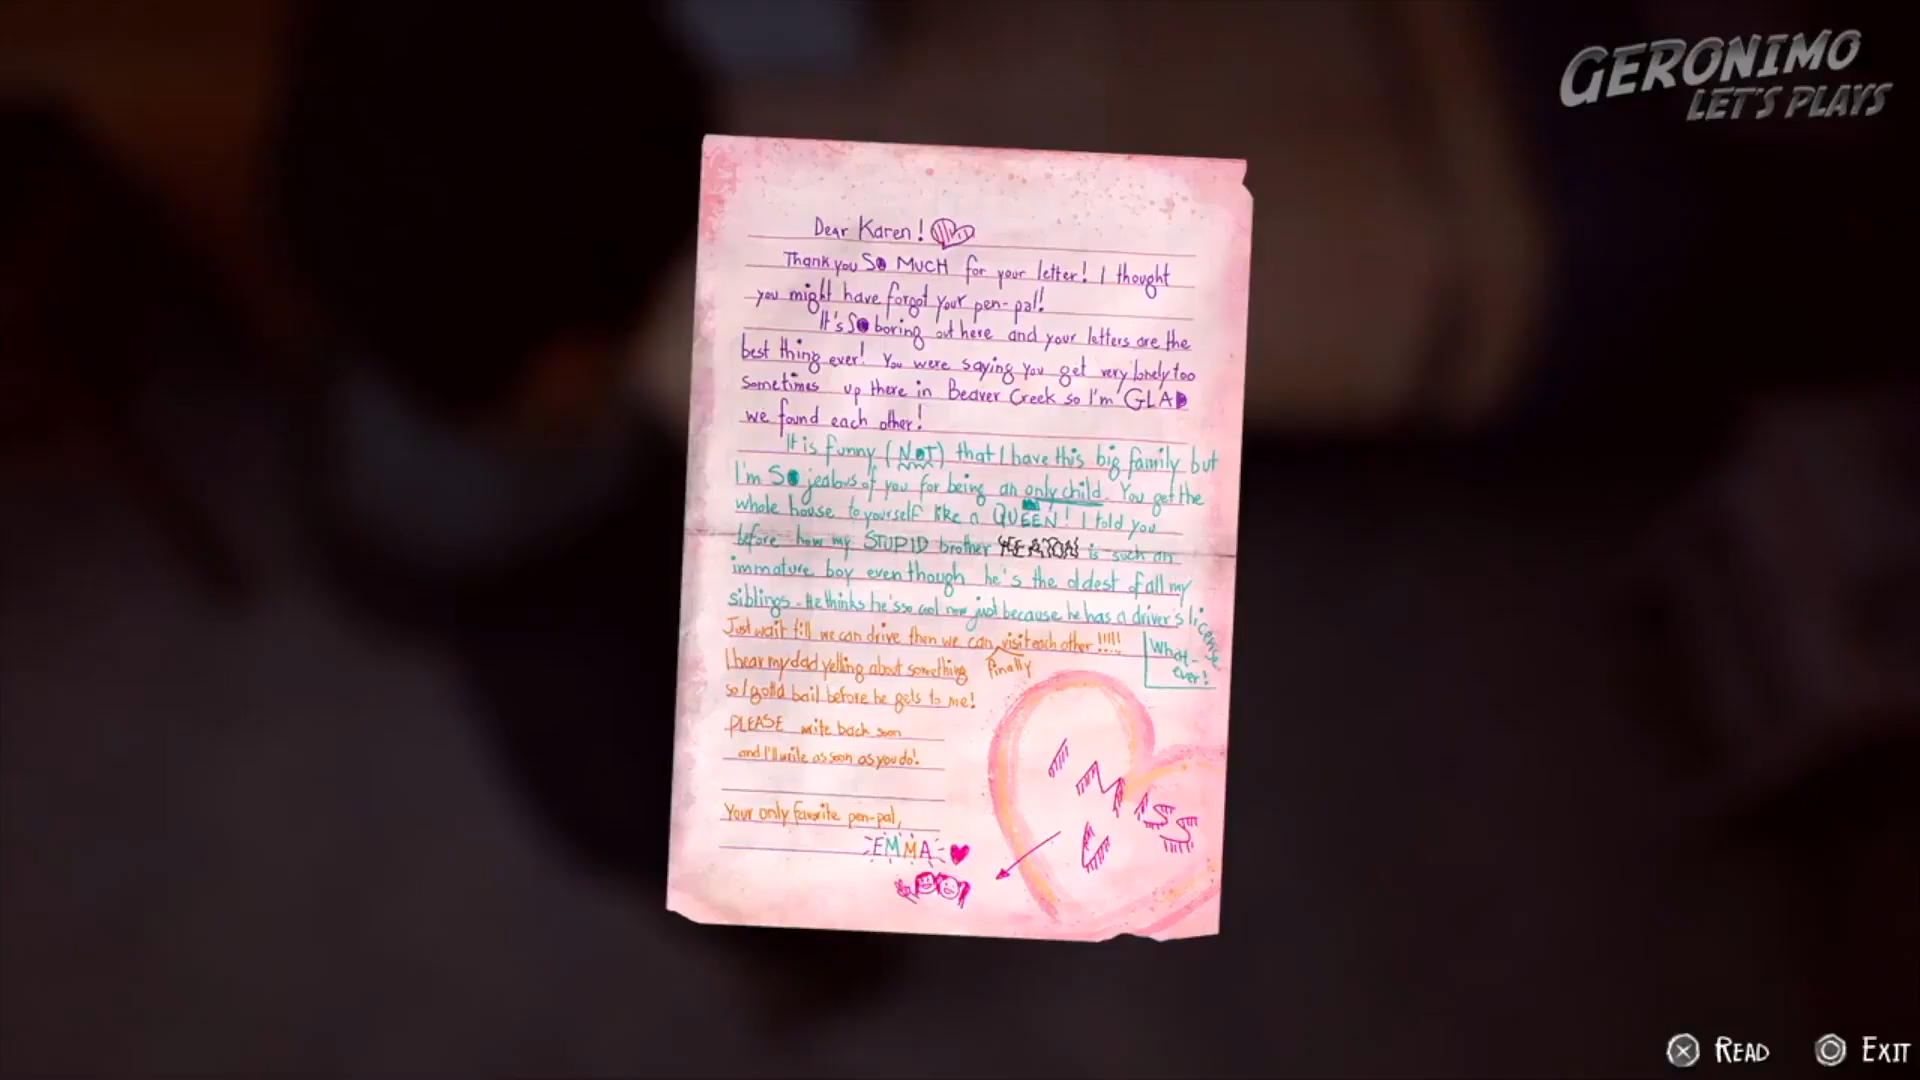 GERONIMO
LET'S PLAYS
Dear Karen!
Thank you SO MUCH for your letter! I thought
you might have forgot your pen-pal!
It's SO boring out here and your letters are the
best thing ever! You were saying you get very lonely too
sometimes up there in Beaver Creek so I'm GLAD
we found each other!
It is funny (NOT) that I have this big family but
I'm SO jealous of you for being an only child. You get the
whole house to yourself like a QUEEN! I told you
before how my STUPID brother is such an
immature boy even though he's the oldest of all my
siblings. He thinks he's so cool now just because he has a driver's license
What-
ever!
Just wait till we can visit each other!!!!!
finally
I hear my dad yelling about something
so I gotta bail before he gets to me!
PLEASE write back soon
and I'll write as soon as you do!
Your only favorite pen-pal,
EMMA
I MISS
U
READ
EXIT